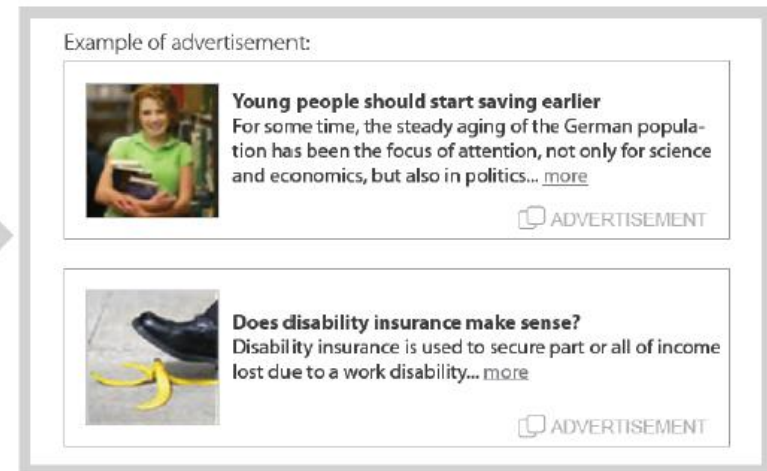 Example of advertisement:
Young people should start saving earlier
For some time, the steady aging of the German popula-
tion has been the focus of attention, not only for science
and economics, but also in politics... more
ADVERTISEMENT
Does disability insurance make sense?
Disability insurance is used to secure part or all of income
lost due to a work disability... more
ADVERTISEMENT